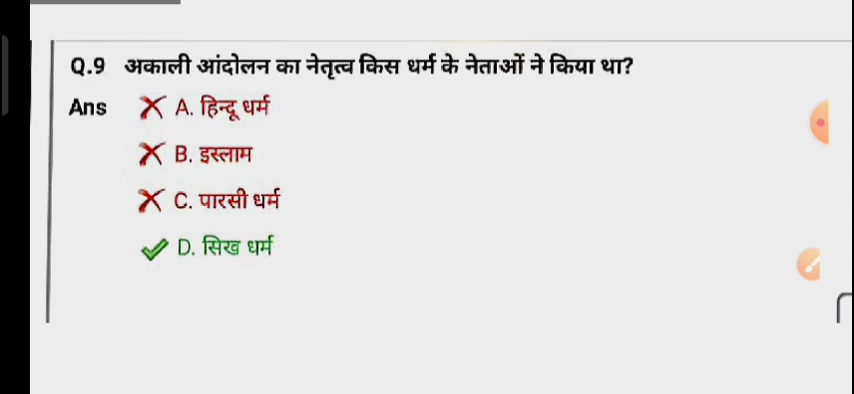 Q.9 अकाली आंदोलन का नेतृत्व किस धर्म के नेताओं ने किया था?
Ans A. हिन्दू धर्म
B. इस्लाम
C. पारसी धर्म
D. सिख धर्म